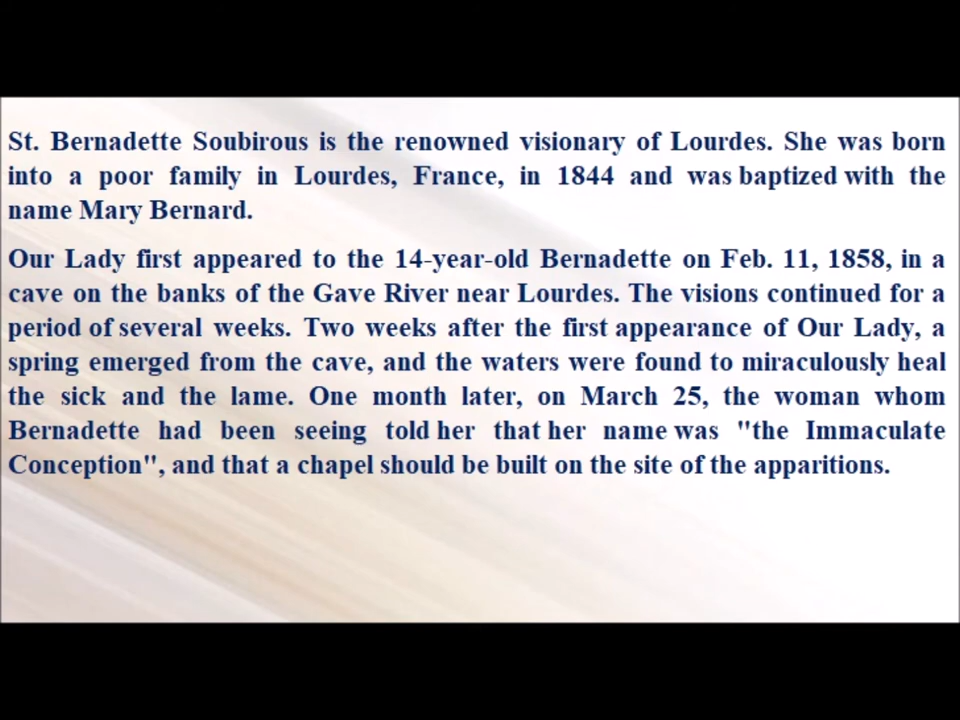 St. Bernadette Soubirous is the renowned visionary of Lourdes. She was born
into a poor family in Lourdes, France, in 1844 and was baptized with the
name Mary Bernard.
Our Lady first appeared to the 14-year-old Bernadette on Feb. 11, 1858, in a
cave on the banks of the Gave River near Lourdes. The visions continued for a
period of several weeks. Two weeks after the first appearance of Our Lady, a
spring emerged from the cave, and the waters were found to miraculously heal
the sick and the lame. One month later, on March 25, the woman whom
Bernadette had been seeing told her that her name was "the Immaculate
Conception", and that a chapel should be built on the site of the apparitions.